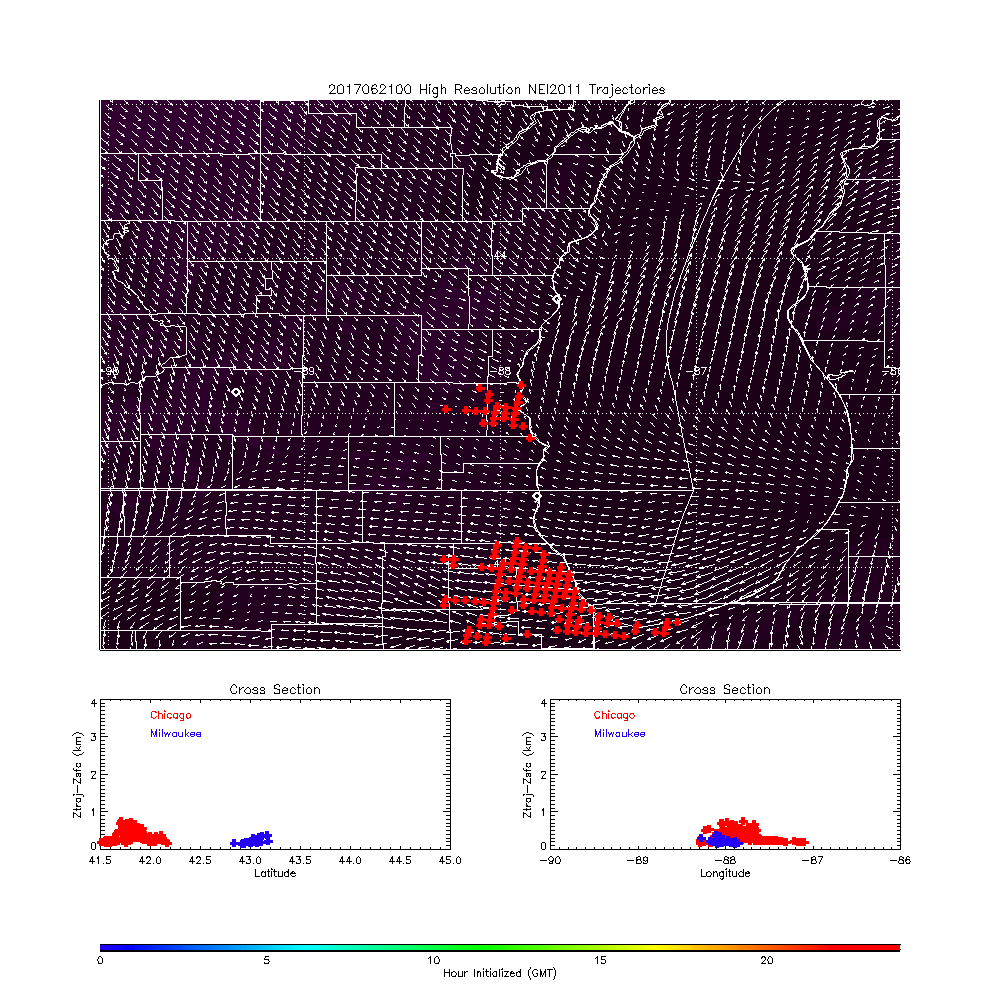 2017062100 High Resolution NEI2011 Trajectories
44
-89
-88
-87
Cross Section
Chicago
Milwaukee
4
3
2
1
0
Ztraj-Zsfc (km)
41.5 42.0 42.5 43.0 43.5 44.0 44.5 45.0
Latitude
Cross Section
Chicago
Milwaukee
4
3
2
1
0
Ztraj-Zsfc (km)
-90 -89 -88 -87 -86
Longitude
0 5 10 15 20
Hour Initialized (GMT)